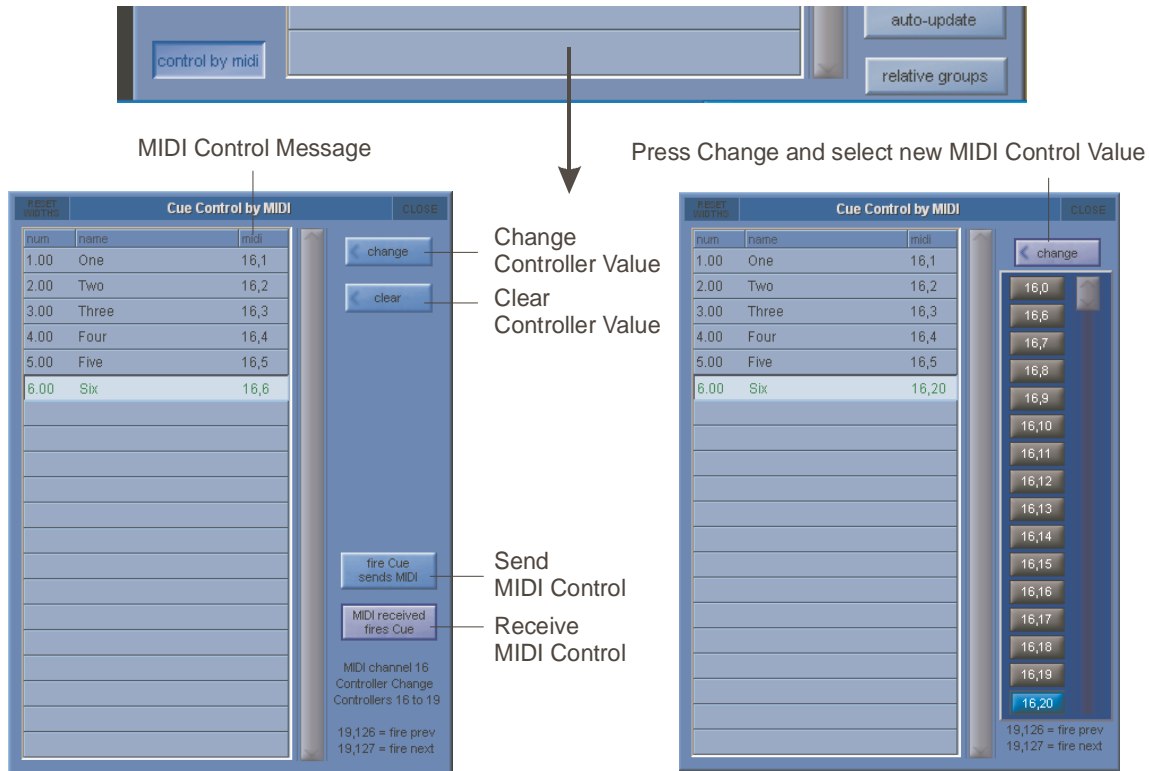 auto-update
control by midi
relative groups
MIDI Control Message
Press Change and select new MIDI Control Value
RESET
WIDTHS
Cue Control by MIDI
CLOSE
num name midi
1.00 One 16,1
2.00 Two 16,2
3.00 Three 16,3
4.00 Four 16,4
5.00 Five 16,5
6.00 Six 16,6
change
clear
Change
Controller Value
Clear
Controller Value
fire Cue
sends MIDI
Send
MIDI Control
MIDI received
fires Cue
Receive
MIDI Control
MIDI channel 16
Controller Change
Controllers 16 to 19
19,126 = fire prev
19,127 = fire next
RESET
WIDTHS
Cue Control by MIDI
CLOSE
num name midi
1.00 One 16,1
2.00 Two 16,2
3.00 Three 16,3
4.00 Four 16,4
5.00 Five 16,5
6.00 Six 16,20
change
16,0
16,6
16,7
16,8
16,9
16,10
16,11
16,12
16,13
16,14
16,15
16,16
16,17
16,18
16,19
16,20
19,126 = fire prev
19,127 = fire next